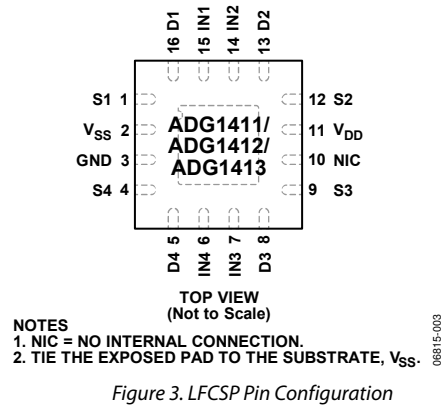 16 D1
15 IN1
14 IN2
13 D2
S1 1
VSS 2
GND 3
S4 4
ADG1411/
ADG1412/
ADG1413
12 S2
11 VDD
10 NIC
9 S3
D4 5
IN4 6
IN3 7
D3 8
TOP VIEW
(Not to Scale)
NOTES
1. NIC = NO INTERNAL CONNECTION.
2. TIE THE EXPOSED PAD TO THE SUBSTRATE, VSS.
06815-003
Figure 3. LFCSP Pin Configuration